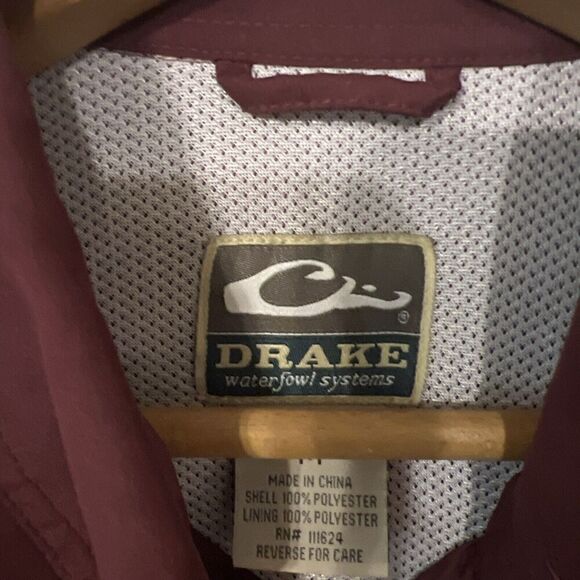 ®
DRAKE
waterfowl systems
MADE IN CHINA
SHELL 100% POLYESTER
LINING 100% POLYESTER
RN# 111624
REVERSE FOR CARE